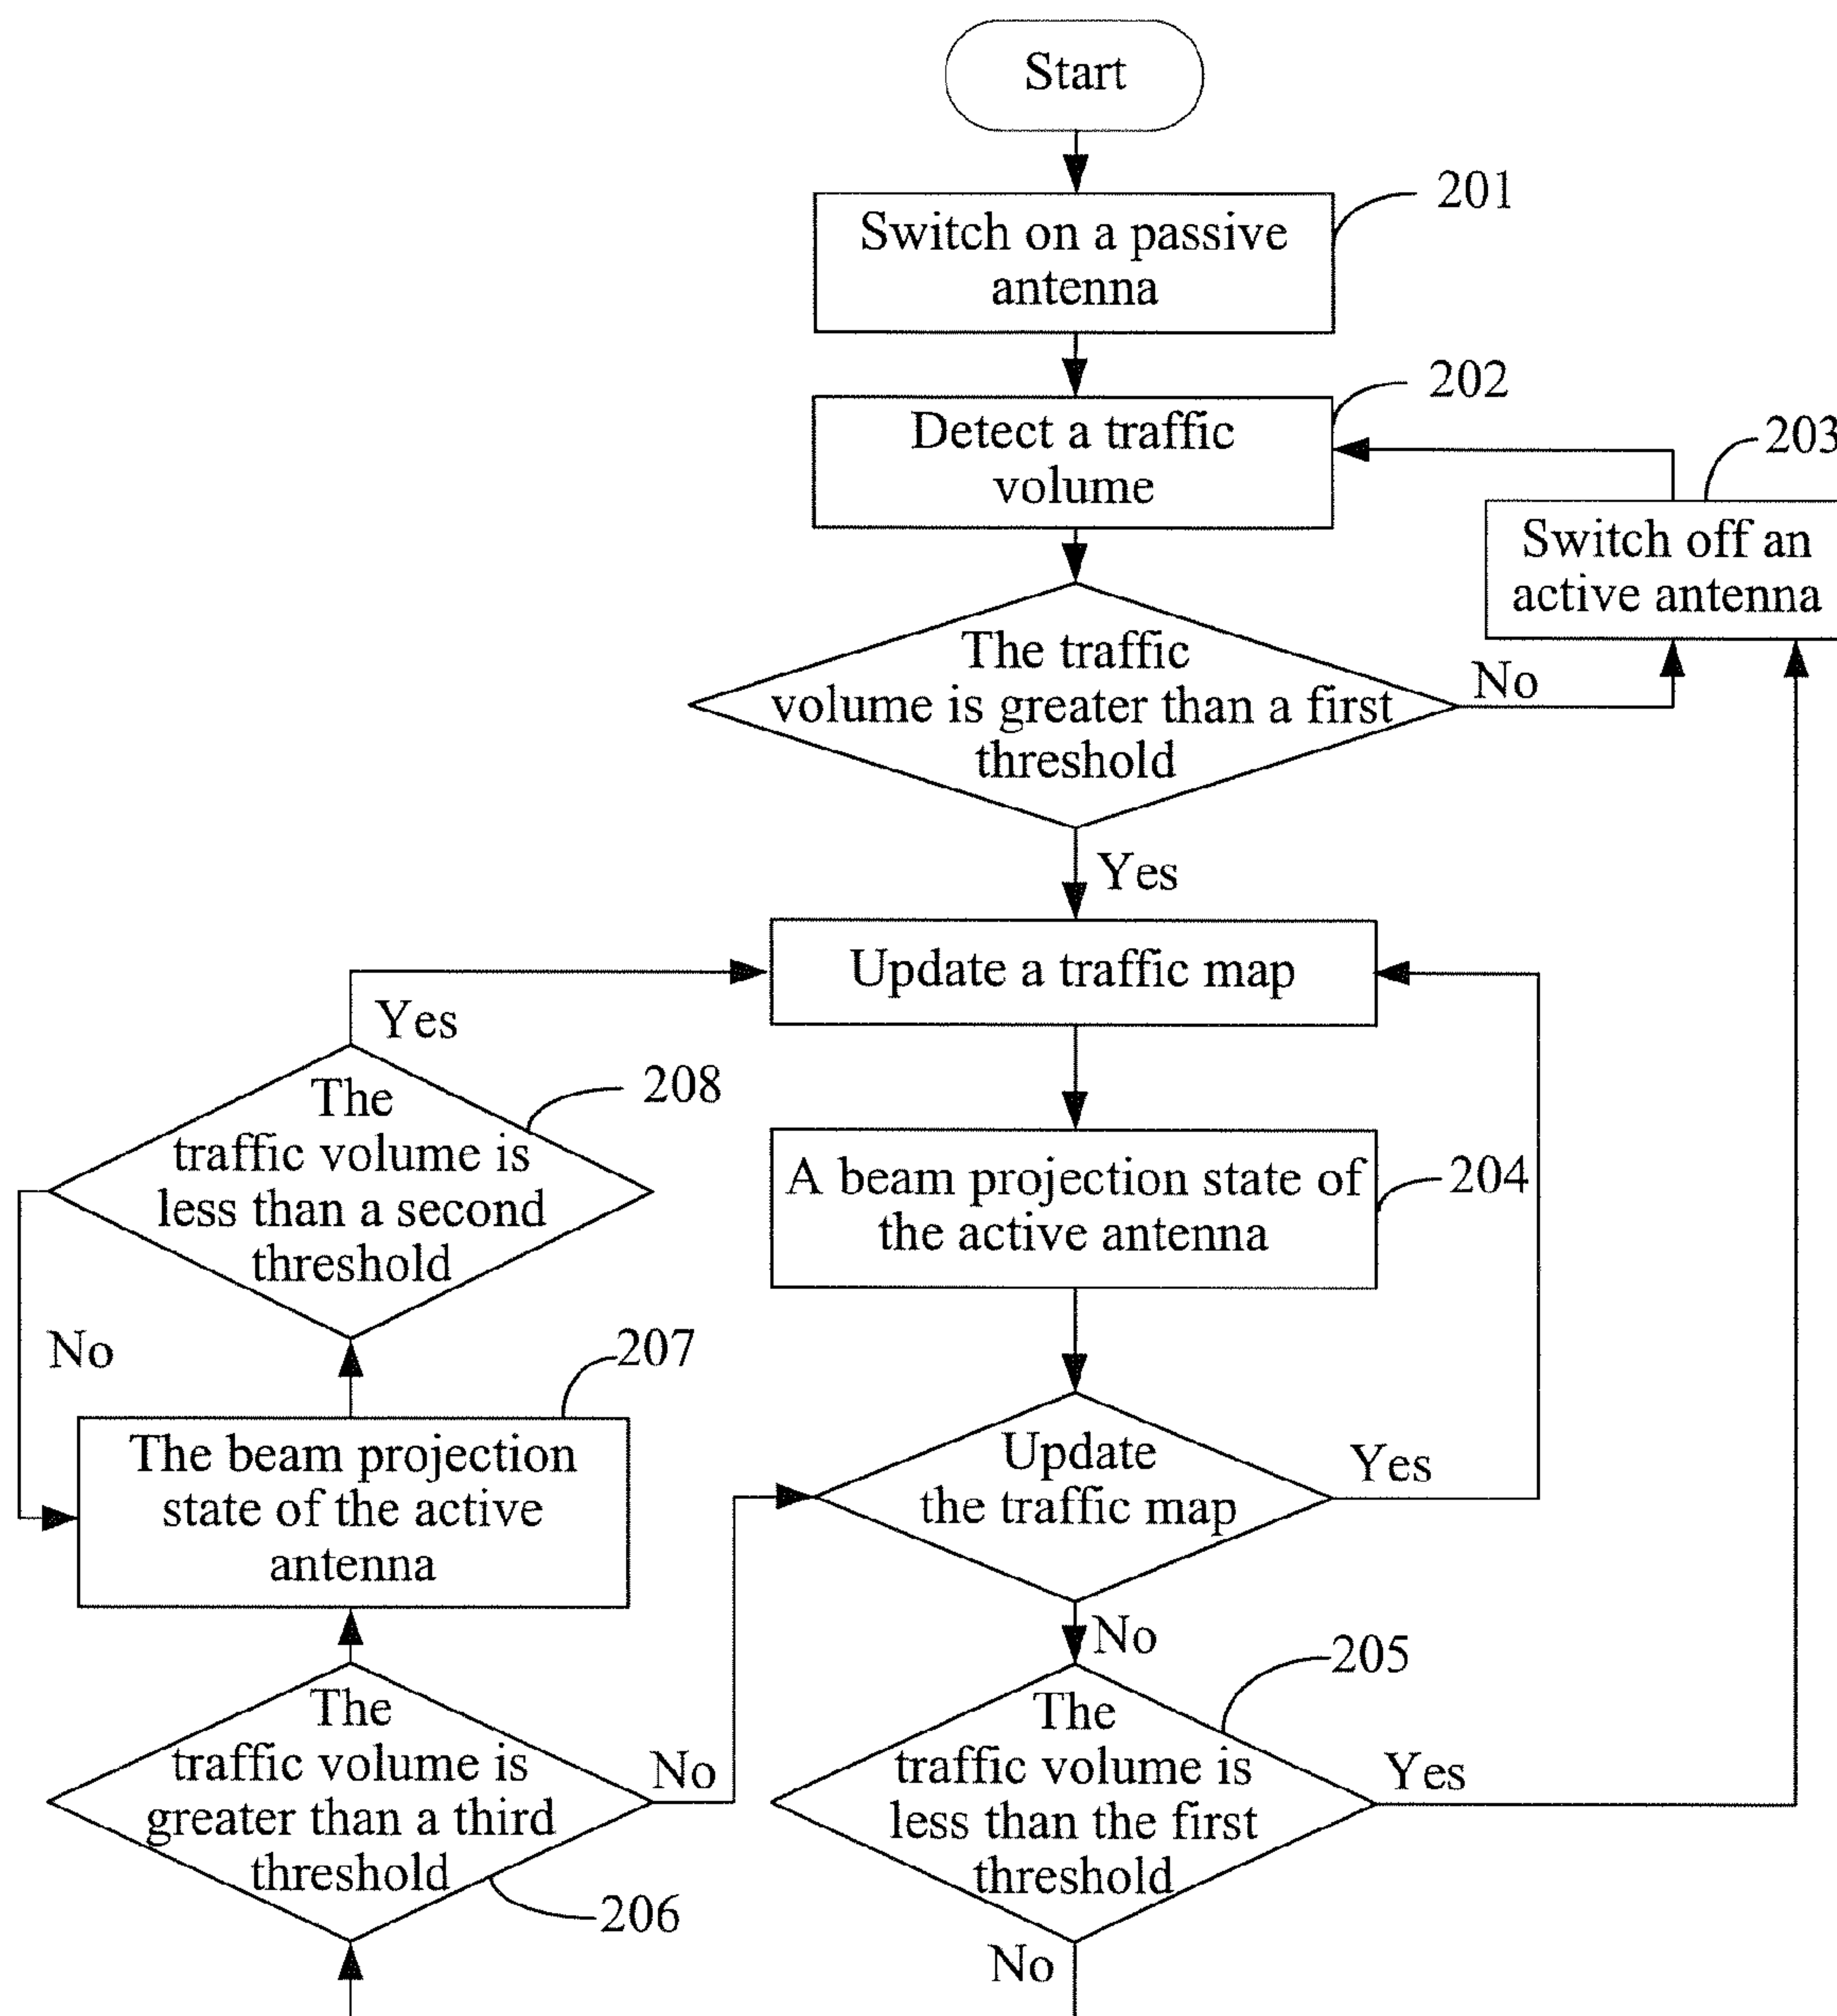 Start
201
Switch on a passive
antenna
202
Detect a traffic
volume
203
Switch off an
active antenna
The traffic
volume is greater than a first
threshold
No
Yes
Update a traffic map
Yes
208
The
traffic volume is
less than a second
threshold
A beam projection state of
the active antenna
204
No
207
The beam projection
state of the active
antenna
Update
the traffic map
Yes
No
205
The
traffic volume is
greater than a third
threshold
No
206
The
traffic volume is
less than the first
threshold
Yes
No